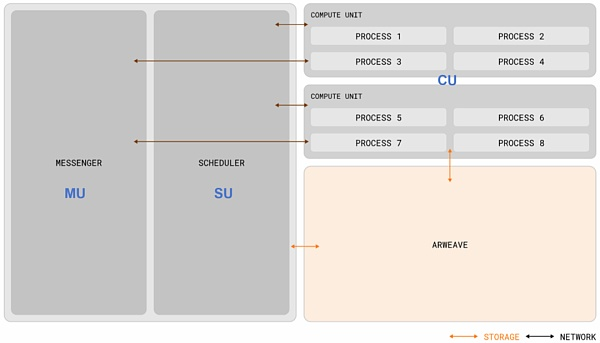 COMPUTE UNIT
PROCESS 1
PROCESS 2
PROCESS 3
PROCESS 4
CU
COMPUTE UNIT
PROCESS 5
PROCESS 6
PROCESS 7
PROCESS 8
MESSENGER
SCHEDULER
MU
SU
ARWEAVE
STORAGE
NETWORK